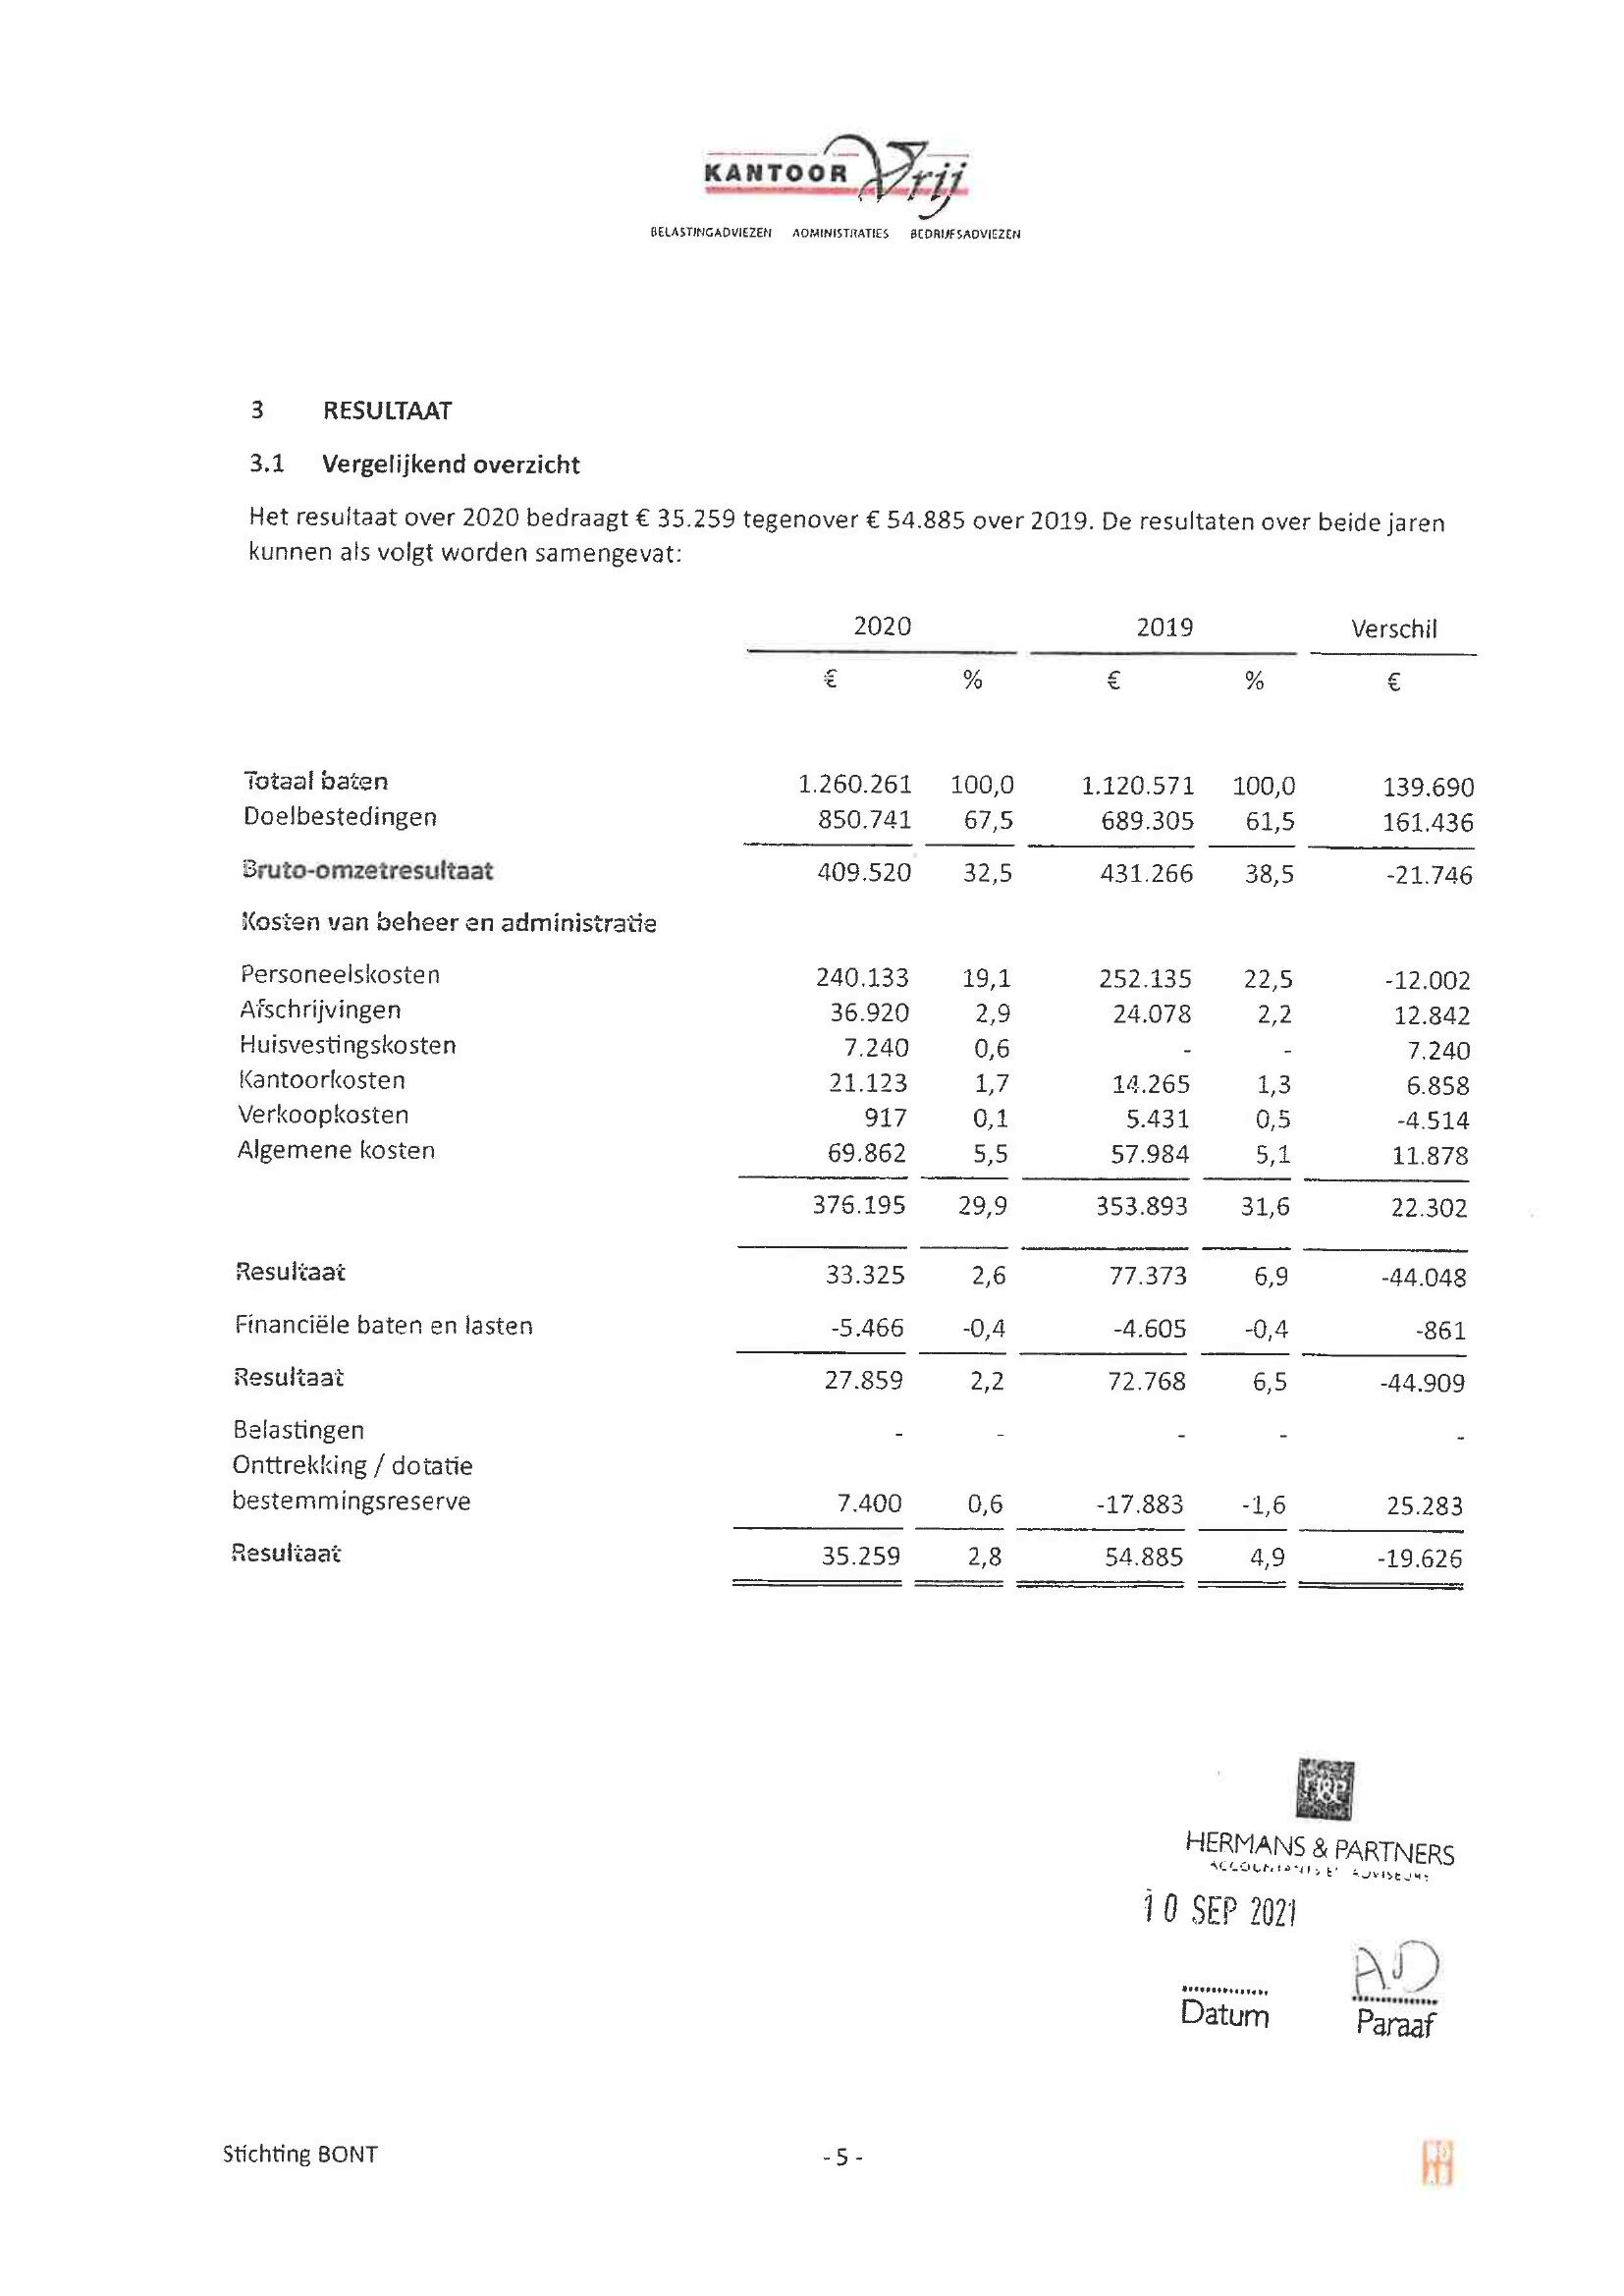 KANTOOR Vrij
BELASTINGADVIEZEN ADMINISTRATIES BEDRIJFSADVIEZEN
3 RESULTAAT
3.1 Vergelijkend overzicht
Het resultaat over 2020 bedraagt € 35.259 tegenover € 54.885 over 2019. De resultaten over beide jaren
kunnen als volgt worden samengevat:
2020 2019 Verschil
€ % € % €
Totaal baten 1.260.261 100,0 1.120.571 100,0 139.690
Doelbestedingen 850.741 67,5 689.305 61,5 161.436
Bruto-omzetresultaat 409.520 32,5 431.266 38,5 -21.746
Kosten van beheer en administratie
Personeelskosten 240.133 19,1 252.135 22,5 -12.002
Afschrijvingen 36.920 2,9 24.078 2,2 12.842
Huisvestingskosten 7.240 0,6 - - 7.240
Kantoorkosten 21.123 1,7 14.265 1,3 6.858
Verkoopkosten 917 0,1 5.431 0,5 -4.514
Algemene kosten 69.862 5,5 57.984 5,1 11.878
376.195 29,9 353.893 31,6 22.302
Resultaat 33.325 2,6 77.373 6,9 -44.048
Financiële baten en lasten -5.466 -0,4 -4.605 -0,4 -861
Resultaat 27.859 2,2 72.768 6,5 -44.909
Belastingen - - - - -
Onttrekking / dotatie
bestemmingsreserve 7.400 0,6 -17.883 -1,6 25.283
Resultaat 35.259 2,8 54.885 4,9 -19.626
H&P
HERMANS & PARTNERS
ACCOUNTANTS EN ADVISEURS
10 SEP 2021
AD
Datum Paraaf
Stichting BONT - 5 -